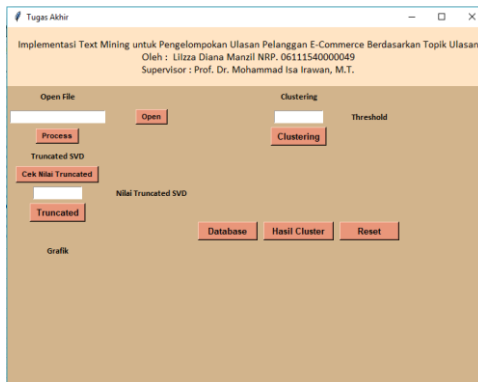 Tugas Akhir
Implementasi Text Mining untuk Pengelompokan Ulasan Pelanggan E-Commerce Berdasarkan Topik Ulasan
Oleh : Lilzza Diana Manzil NRP. 06111540000049
Supervisor : Prof. Dr. Mohammad Isa Irawan, M.T.
Open File
Clustering
Open
Threshold
Process
Clustering
Truncated SVD
Cek Nilai Truncated
Nilai Truncated SVD
Truncated
Database
Hasil Cluster
Reset
Grafik